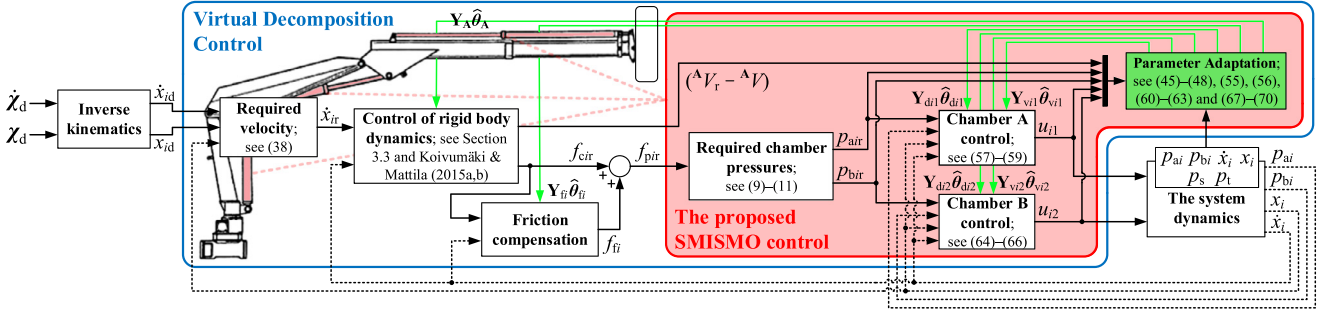 Virtual Decomposition
Control
Y_A θ̂_A
χ̇_d
χ_d
Inverse
kinematics
ẋ_id
x_id
Required
velocity;
see (38)
ẋ_ir
Control of rigid body
dynamics; see Section
3.3 and Koivumäki &
Mattila (2015a,b)
(ᴬV_r − ᴬV)
f_cir
f_pir
+
+
Y_fi θ̂_fi
Friction
compensation
f_fi
Required chamber
pressures;
see (9)–(11)
p_air
p_bir
The proposed
SMISMO control
Y_di1 θ̂_di1
Y_vi1 θ̂_vi1
Chamber A
control;
see (57)–(59)
u_i1
Y_di2 θ̂_di2
Y_vi2 θ̂_vi2
Chamber B
control;
see (64)–(66)
u_i2
Parameter Adaptation;
see (45)–(48), (55), (56),
(60)–(63) and (67)–(70)
p_ai p_bi ẋ_i x_i
p_s p_t
The system
dynamics
p_ai
p_bi
x_i
ẋ_i